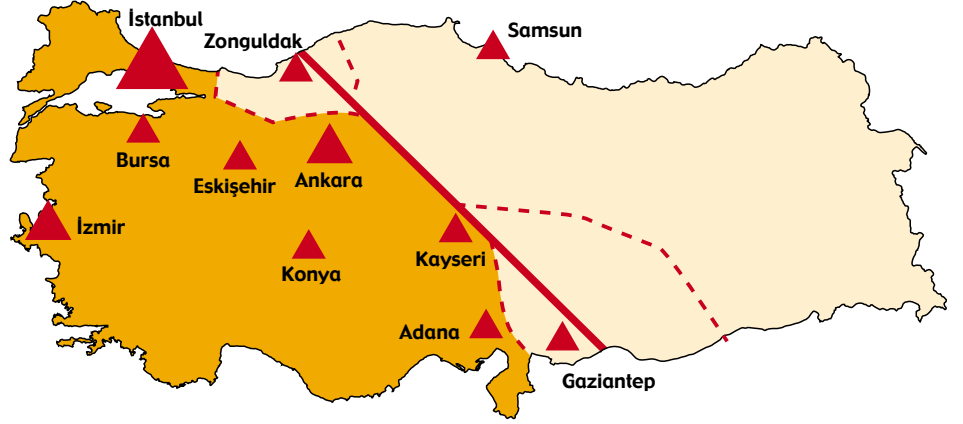 İstanbul
Zonguldak
Samsun
Bursa
Eskişehir
Ankara
İzmir
Konya
Kayseri
Adana
Gaziantep